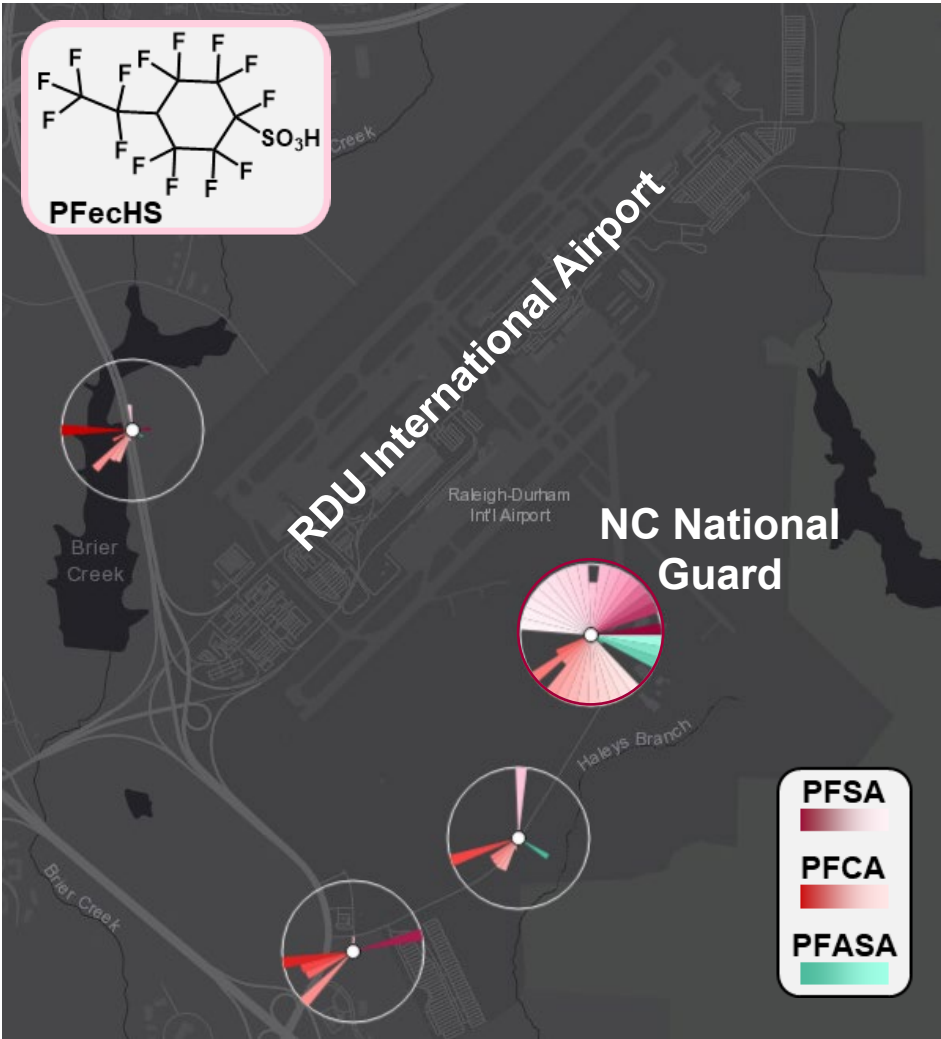 F
F
F
F
F
F
F
F
F
F
SO₃H
F
F
F
F
F
PFecHS
Creek
RDU International Airport
Raleigh-Durham
Int'l Airport
NC National
Guard
Brier
Creek
Haleys Branch
Brier Creek
PFSA
PFCA
PFASA